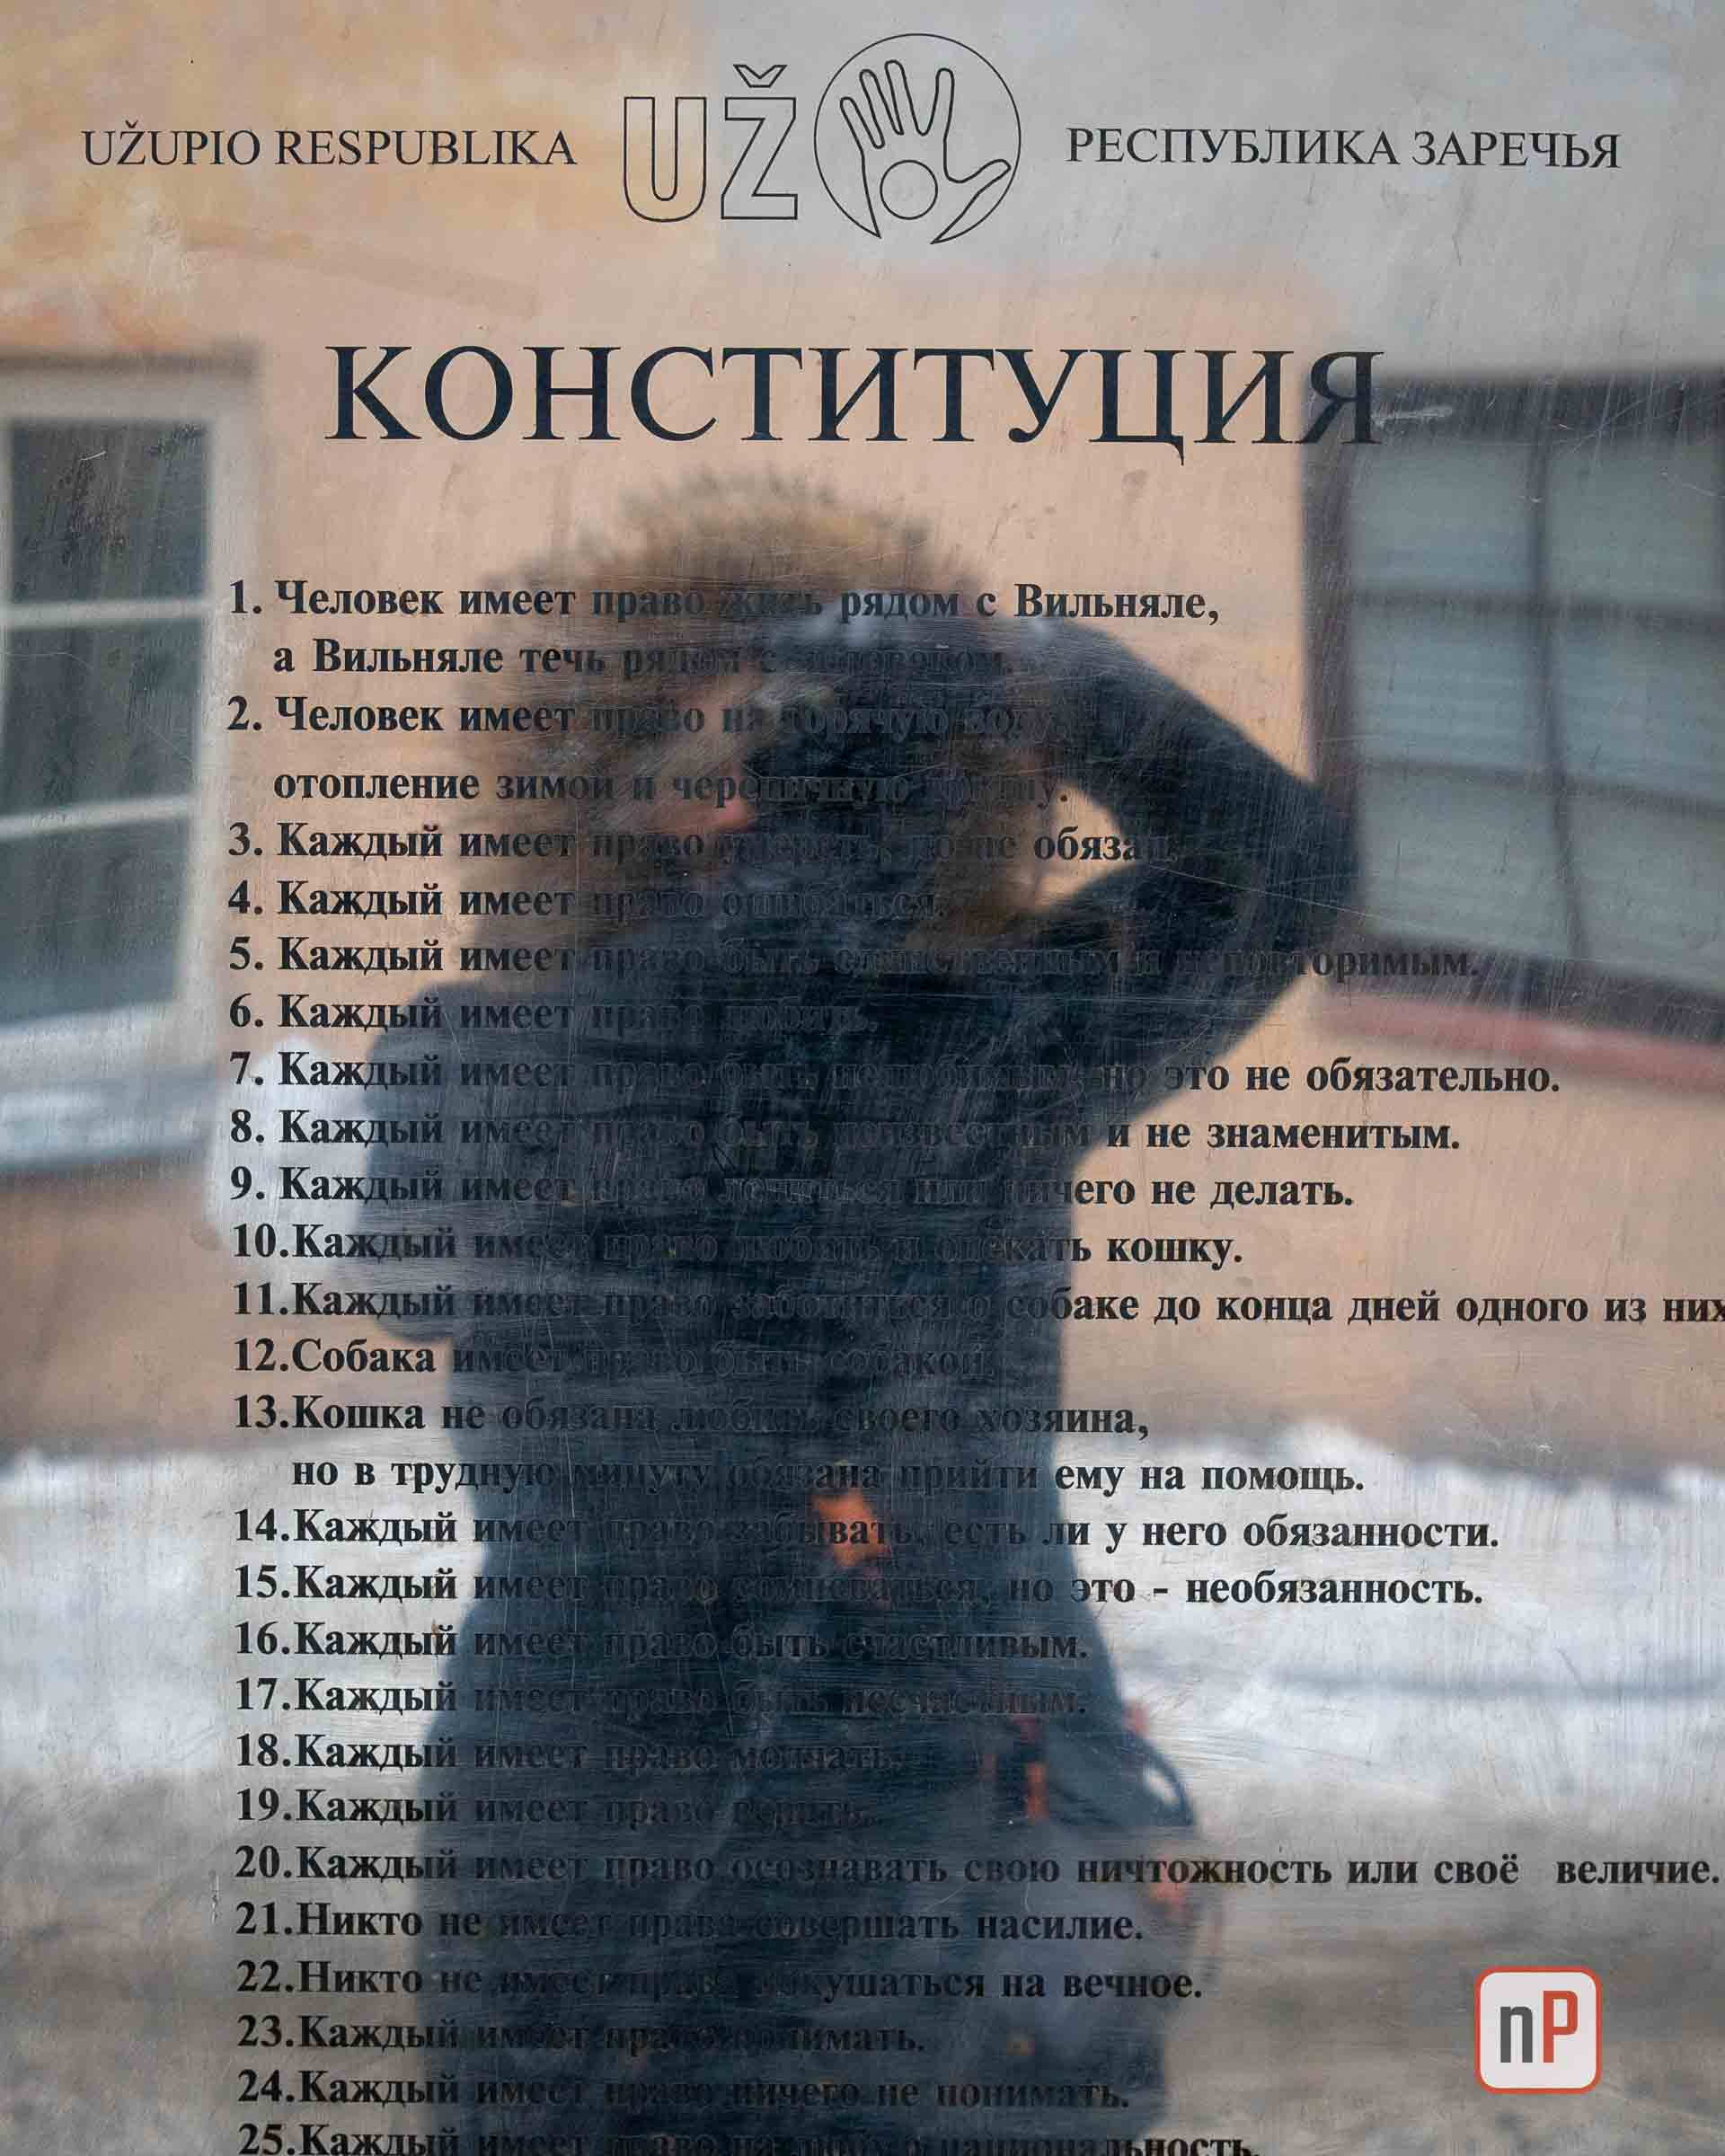 UŽUPIO RESPUBLIKA
UŽ
РЕСПУБЛИКА ЗАРЕЧЬЯ
КОНСТИТУЦИЯ
1. Человек имеет право жить рядом с Вильняле,
а Вильняле течь рядом с человеком.
2. Человек имеет право на горячую воду,
отопление зимой и черепичную крышу.
3. Каждый имеет право умереть, но не обязан.
4. Каждый имеет право ошибаться.
5. Каждый имеет право быть единственным и неповторимым.
6. Каждый имеет право любить.
7. Каждый имеет право быть нелюбимым, но это не обязательно.
8. Каждый имеет право быть неизвестным и не знаменитым.
9. Каждый имеет право лениться или ничего не делать.
10.Каждый имеет право любить и опекать кошку.
11.Каждый имеет право заботиться о собаке до конца дней одного из них
12.Собака имеет право быть собакой.
13.Кошка не обязана любить своего хозяина,
но в трудную минуту обязана прийти ему на помощь.
14.Каждый имеет право забывать, есть ли у него обязанности.
15.Каждый имеет право сомневаться, но это - необязанность.
16.Каждый имеет право быть счастливым.
17.Каждый имеет право быть несчастным.
18.Каждый имеет право молчать.
19.Каждый имеет право верить.
20.Каждый имеет право осознавать свою ничтожность или своё величие.
21.Никто не имеет права совершать насилие.
22.Никто не имеет права покушаться на вечное.
23.Каждый имеет право понимать.
24.Каждый имеет право ничего не понимать.
25.Каждый имеет право на национальность.
nP